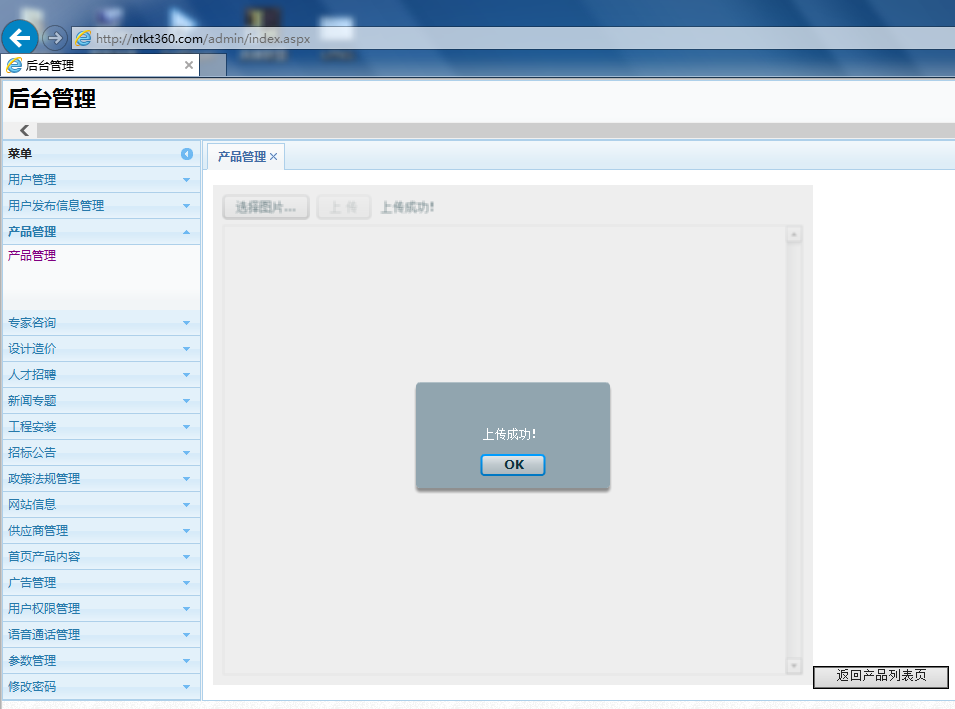 http://ntkt360.com/admin/index.aspx
后台管理
后台管理
菜单
产品管理
用户管理
用户发布信息管理
产品管理
产品管理
专家咨询
设计造价
人才招聘
新闻专题
工程安装
招标公告
政策法规管理
网站信息
供应商管理
首页产品内容
广告管理
用户权限管理
语音通话管理
参数管理
修改密码
选择图片... 上传 上传成功!
上传成功!
OK
返回产品列表页